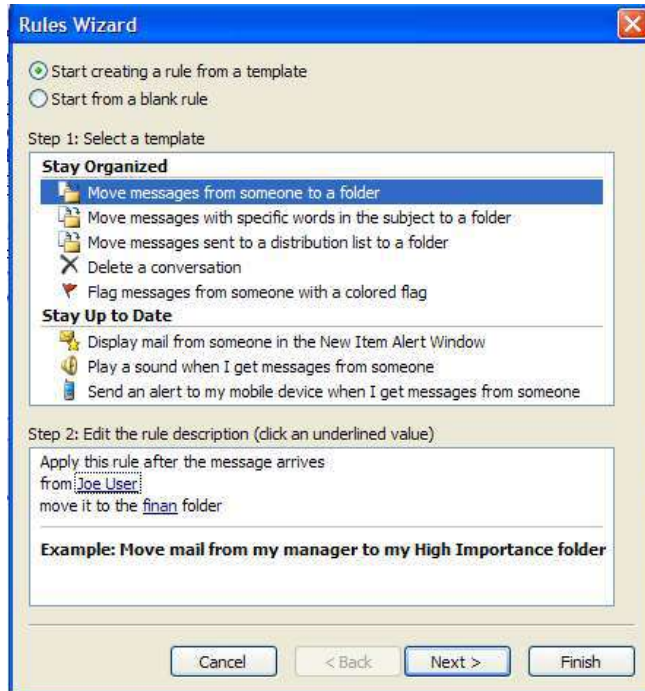 Rules Wizard
Start creating a rule from a template
Start from a blank rule
Step 1: Select a template
Stay Organized
Move messages from someone to a folder
Move messages with specific words in the subject to a folder
Move messages sent to a distribution list to a folder
Delete a conversation
Flag messages from someone with a colored flag
Stay Up to Date
Display mail from someone in the New Item Alert Window
Play a sound when I get messages from someone
Send an alert to my mobile device when I get messages from someone
Step 2: Edit the rule description (click an underlined value)
Apply this rule after the message arrives
from Joe User
move it to the finan folder
Example: Move mail from my manager to my High Importance folder
Cancel < Back Next > Finish